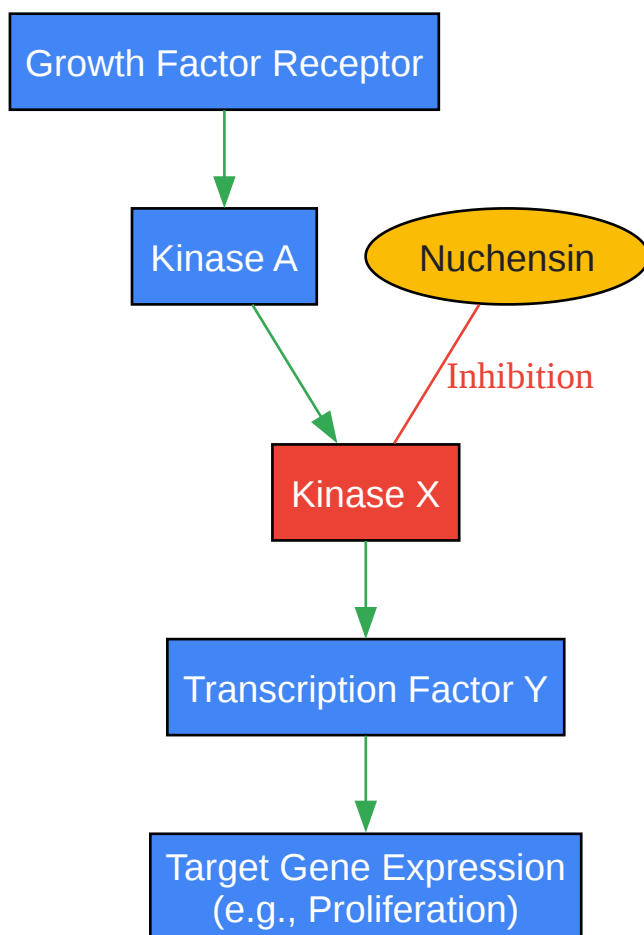 Growth Factor Receptor
Kinase A
Nuchensin
Inhibition
Kinase X
Transcription Factor Y
Target Gene Expression
(e.g., Proliferation)